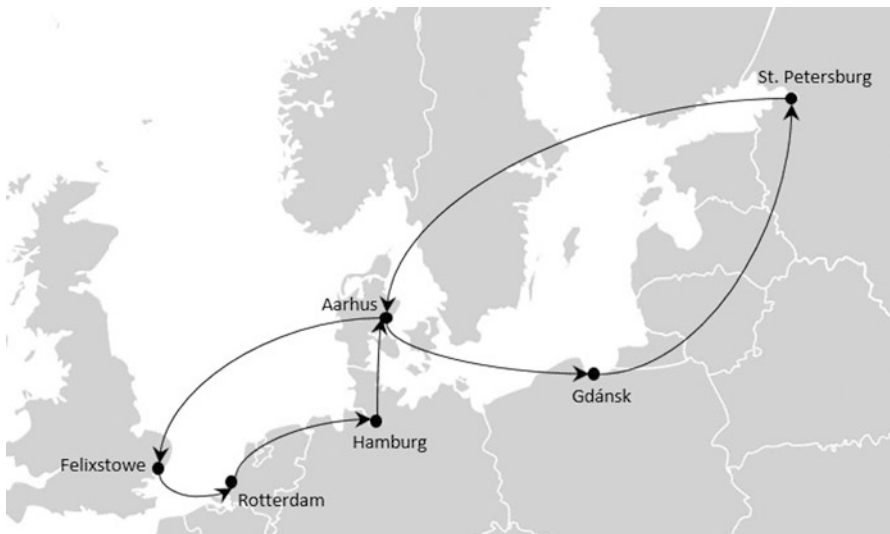 St. Petersburg
Aarhus
Gdánsk
Hamburg
Felixstowe
Rotterdam